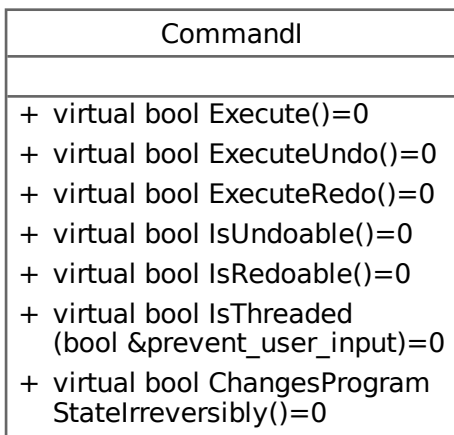 CommandI
+ virtual bool Execute()=0
+ virtual bool ExecuteUndo()=0
+ virtual bool ExecuteRedo()=0
+ virtual bool IsUndoable()=0
+ virtual bool IsRedoable()=0
+ virtual bool IsThreaded
(bool &prevent_user_input)=0
+ virtual bool ChangesProgram
StateIrreversibly()=0